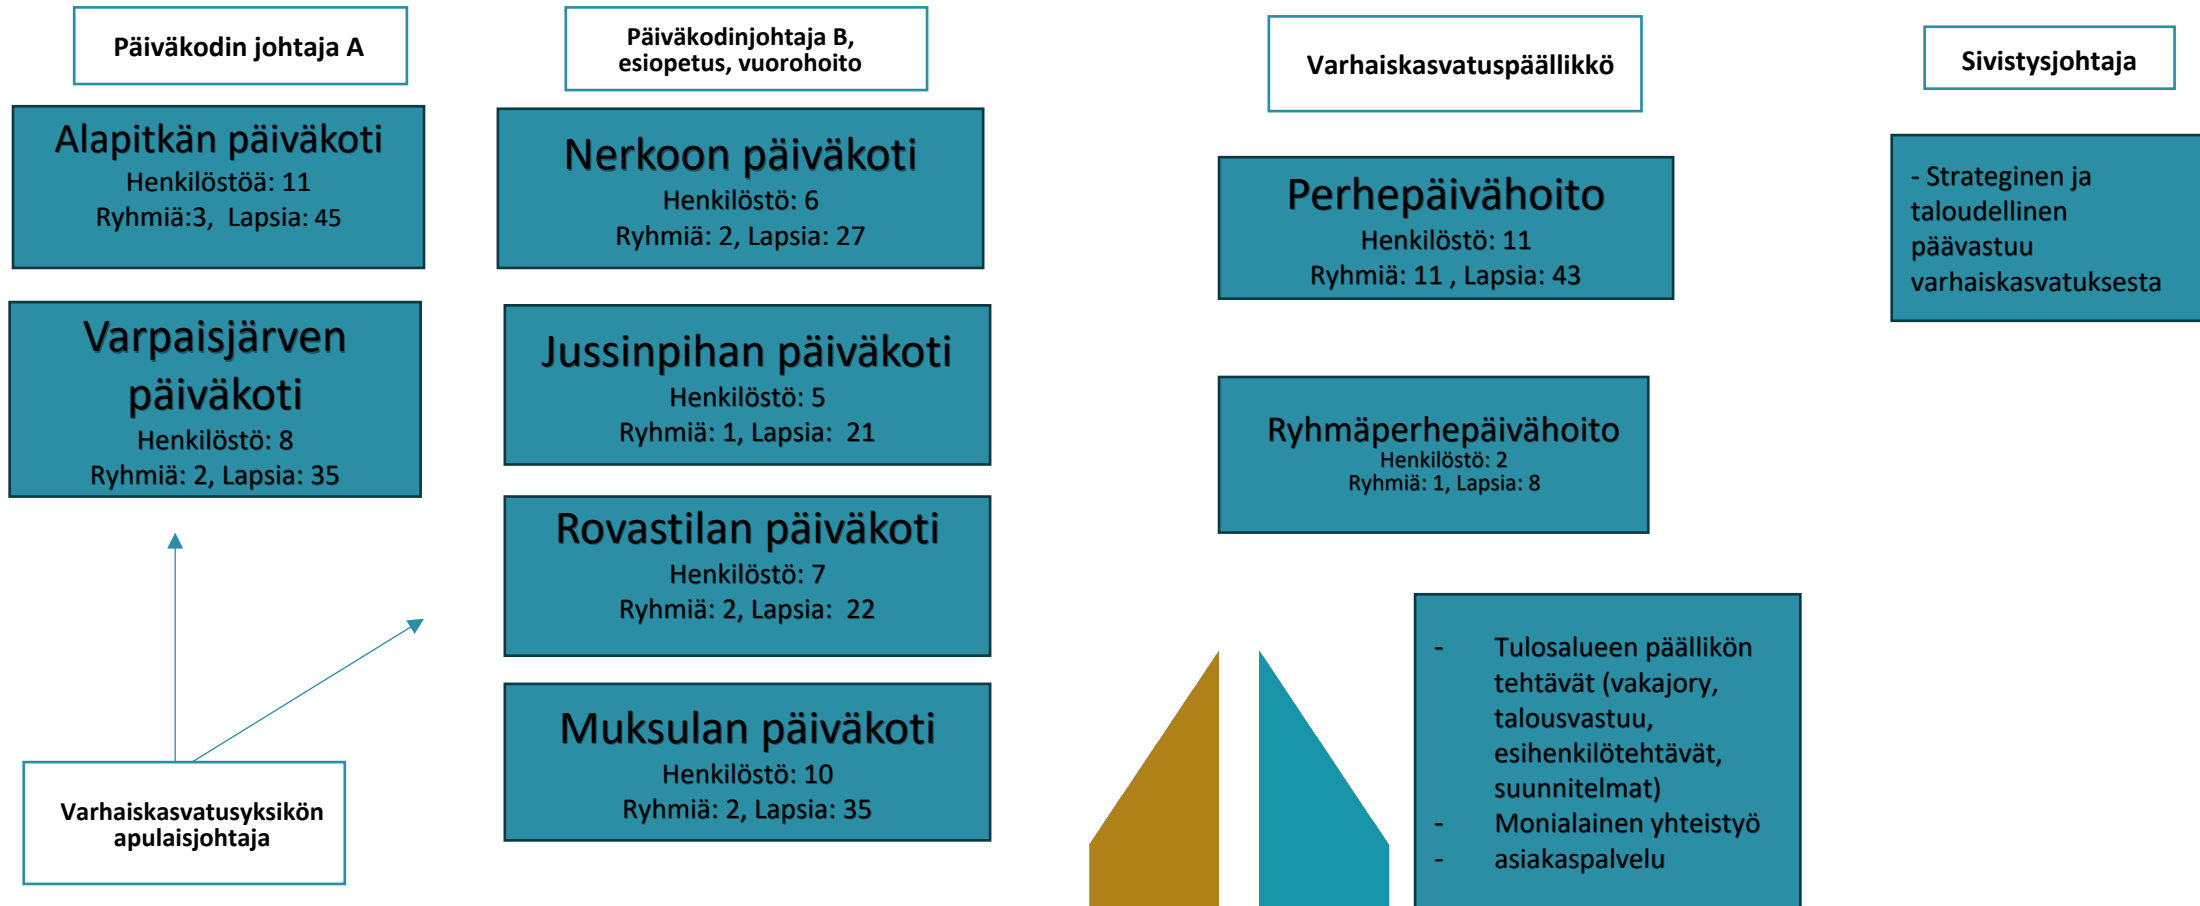 Päiväkodin johtaja A
Alapitkän päiväkoti
Henkilöstöä: 11
Ryhmiä:3, Lapsia: 45
Varpaisjärven
päiväkoti
Henkilöstö: 8
Ryhmiä: 2, Lapsia: 35
Varhaiskasvatusyksikön
apulaisjohtaja
Päiväkodinjohtaja B,
esiopetus, vuorohoito
Nerkoon päiväkoti
Henkilöstö: 6
Ryhmiä: 2, Lapsia: 27
Jussinpihan päiväkoti
Henkilöstö: 5
Ryhmiä: 1, Lapsia: 21
Rovastilan päiväkoti
Henkilöstö: 7
Ryhmiä: 2, Lapsia: 22
Muksulan päiväkoti
Henkilöstö: 10
Ryhmiä: 2, Lapsia: 35
Varhaiskasvatuspäällikkö
Perhepäivähoito
Henkilöstö: 11
Ryhmiä: 11 , Lapsia: 43
Ryhmäperhepäivähoito
Henkilöstö: 2
Ryhmiä: 1, Lapsia: 8
- Tulosalueen päällikön
tehtävät (vakajory,
talousvastuu,
esihenkilötehtävät,
suunnitelmat)
- Monialainen yhteistyö
- asiakaspalvelu
Sivistysjohtaja
- Strateginen ja
taloudellinen
päävastuu
varhaiskasvatuksesta